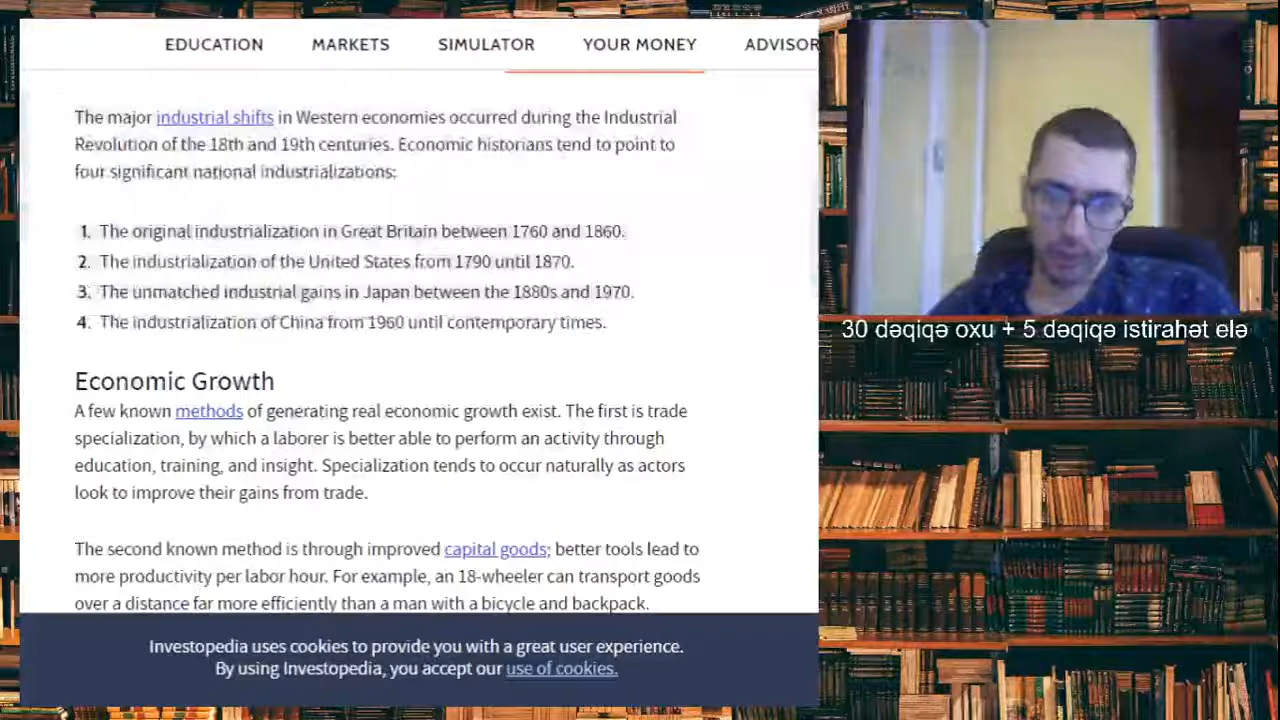 EDUCATION MARKETS SIMULATOR YOUR MONEY ADVISOR
The major industrial shifts in Western economies occurred during the Industrial
Revolution of the 18th and 19th centuries. Economic historians tend to point to
four significant national industrializations:
1. The original industrialization in Great Britain between 1760 and 1860.
2. The industrialization of the United States from 1790 until 1870.
3. The unmatched industrial gains in Japan between the 1880s and 1970.
4. The industrialization of China from 1960 until contemporary times.
Economic Growth
A few known methods of generating real economic growth exist. The first is trade
specialization, by which a laborer is better able to perform an activity through
education, training, and insight. Specialization tends to occur naturally as actors
look to improve their gains from trade.
The second known method is through improved capital goods; better tools lead to
more productivity per labor hour. For example, an 18-wheeler can transport goods
over a distance far more efficiently than a man with a bicycle and backpack.
Investopedia uses cookies to provide you with a great user experience.
By using Investopedia, you accept our use of cookies.
30 dəqiqə oxu + 5 dəqiqə istirahət elə